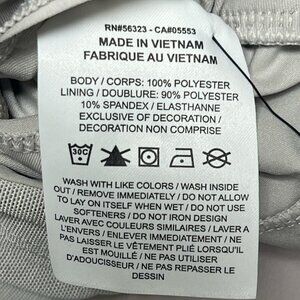 RN#56323 - CA#05553
MADE IN VIETNAM
FABRIQUE AU VIETNAM
BODY / CORPS: 100% POLYESTER
LINING / DOUBLURE: 90% POLYESTER
10% SPANDEX / ELASTHANNE
EXCLUSIVE OF DECORATION /
DECORATION NON COMPRISE
30C
WASH WITH LIKE COLORS / WASH INSIDE
OUT / REMOVE IMMEDIATELY / DO NOT ALLOW
TO LAY ON ITSELF WHEN WET / DO NOT USE
SOFTENERS / DO NOT IRON DESIGN
LAVER AVEC COULEURS SIMILAIRES / LAVER
A L'ENVERS / ENLEVER IMMÉDIATEMENT / NE
PAS LAISSER LE VÊTEMENT PLIÉ LORSQU'IL
EST MOUILLÉ / NE PAS UTILISER
D'ADOUCISSEUR / NE PAS REPASSER LE
DESSIN